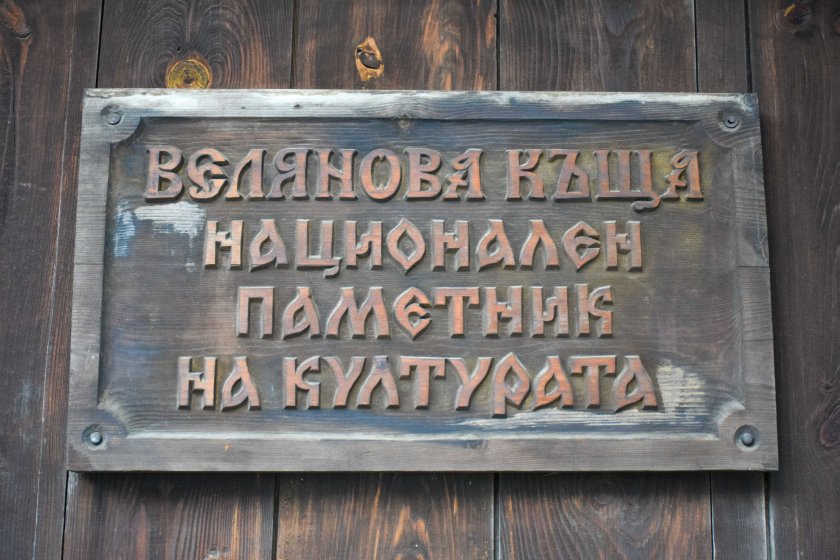 ВЕЛЯНОВА КЪЩА
НАЦИОНАЛЕН
ПАМЕТНИК
НА КУЛТУРАТА